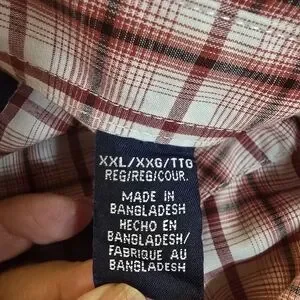 XXL/XXG/TTG
REG/REG/COUR.
MADE IN
BANGLADESH
HECHO EN
BANGLADESH/
FABRIQUE AU
BANGLADESH